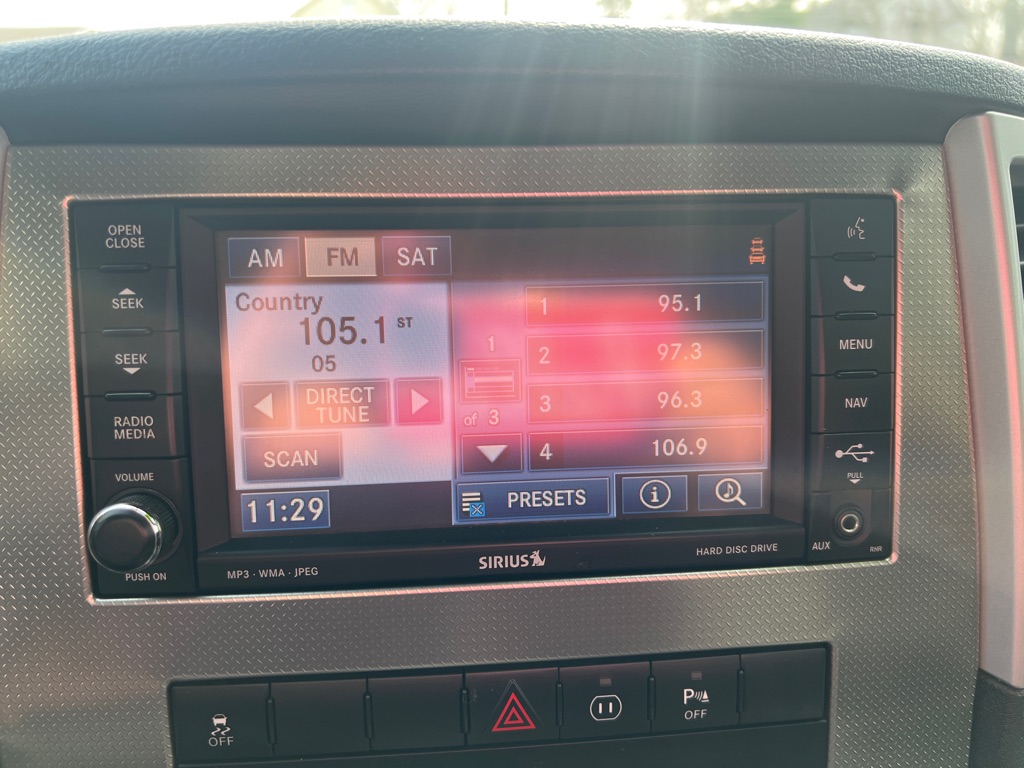 OPEN
CLOSE
SEEK
SEEK
RADIO
MEDIA
VOLUME
PUSH ON
AM FM SAT
Country
105.1 ST
05
DIRECT
TUNE
SCAN
11:29
1
of 3
1 95.1
2 97.3
3 96.3
4 106.9
PRESETS
i
MENU
NAV
PULL
AUX
RHR
MP3 · WMA · JPEG
SIRIUS
HARD DISC DRIVE
OFF
P
OFF